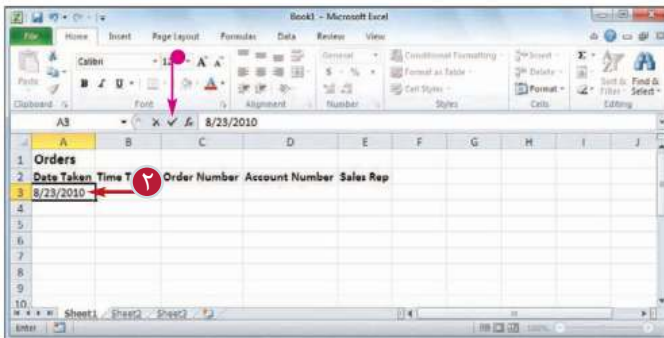 Book1 - Microsoft Excel
File Home Insert Page Layout Formulas Data Review View
Calibri 12 A A General Conditional Formatting Insert Σ
Paste B I U A $ % , Format as Table Delete Sort & Find &
Cell Styles Format Filter Select
Clipboard Font Alignment Number Styles Cells Editing
A3 fx 8/23/2010
A B C D E F G H I J
1 Orders
2 Date Taken Time T Order Number Account Number Sales Rep
3 8/23/2010 ٢
4
5
6
7
8
9
10
Sheet1 Sheet2 Sheet3
Enter 100%